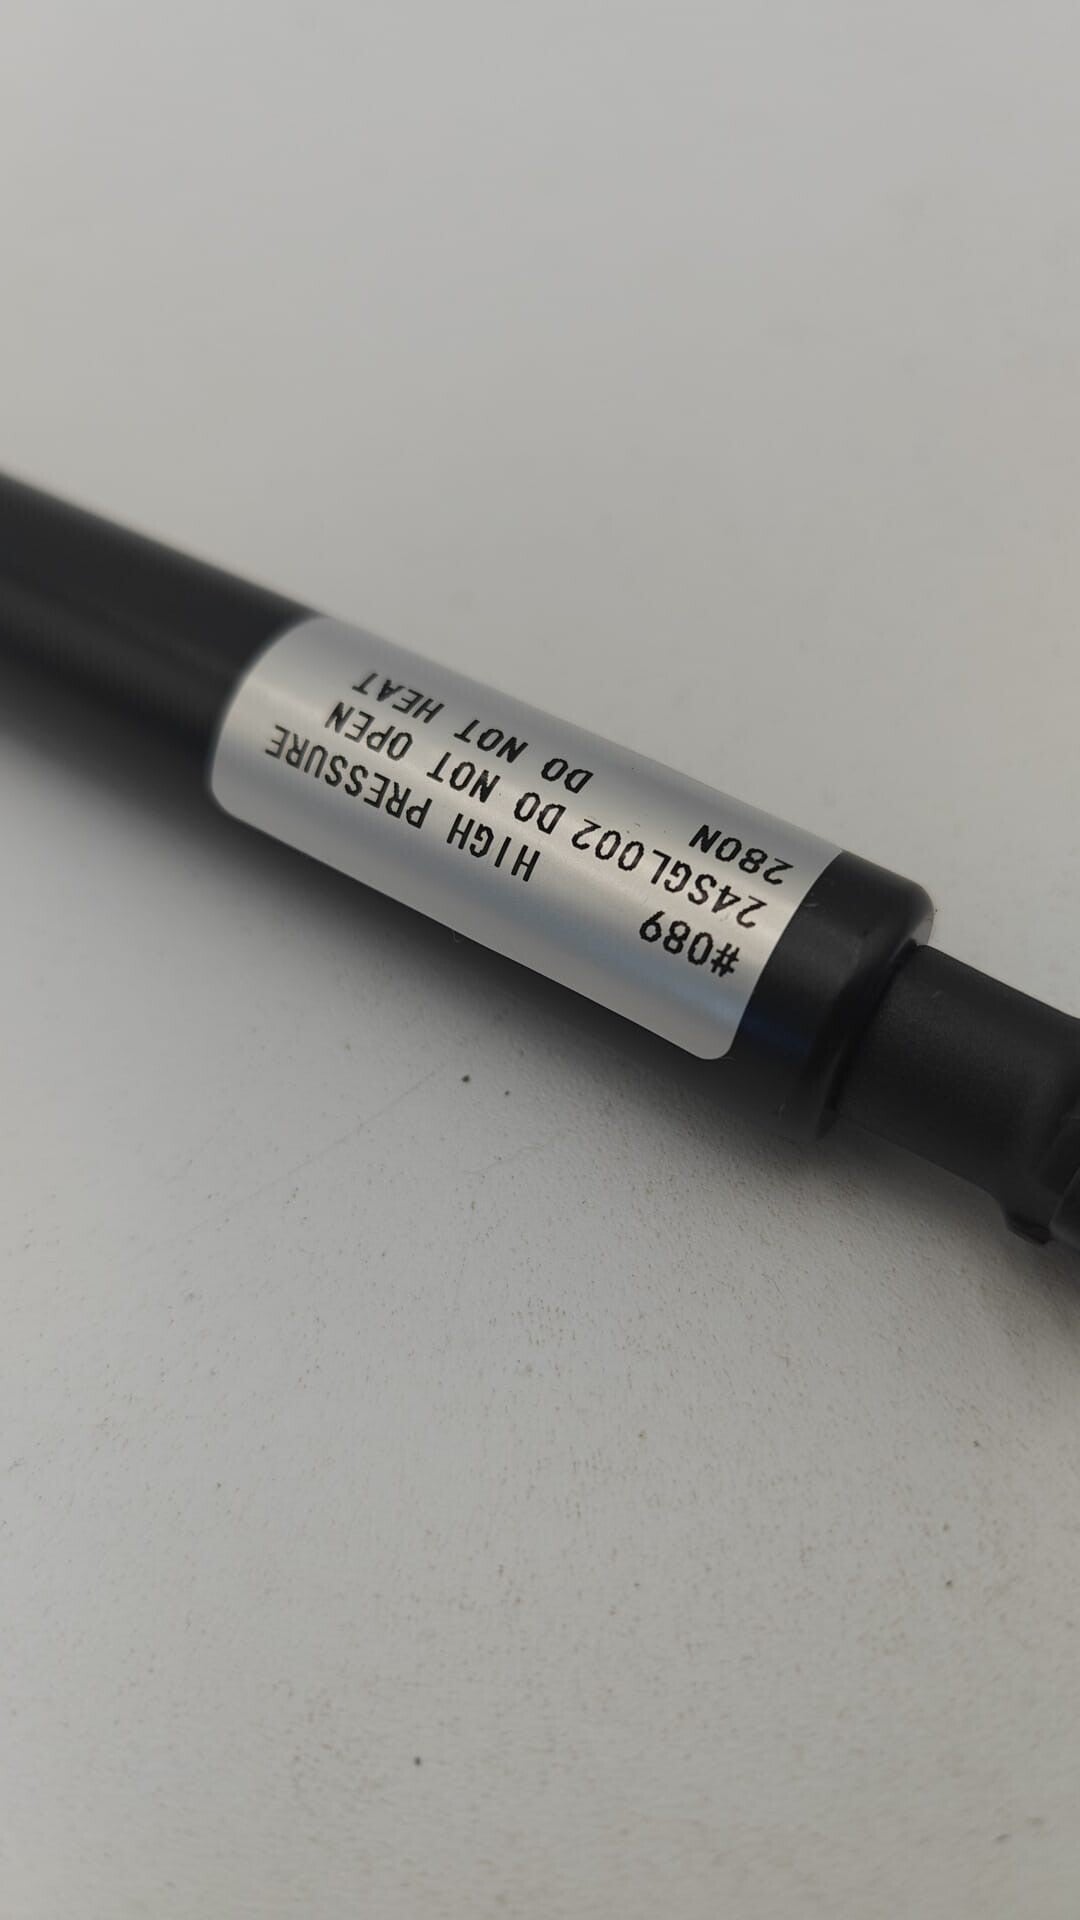 #089 HIGH PRESSURE
24SGL002 DO NOT OPEN
280N DO NOT HEAT